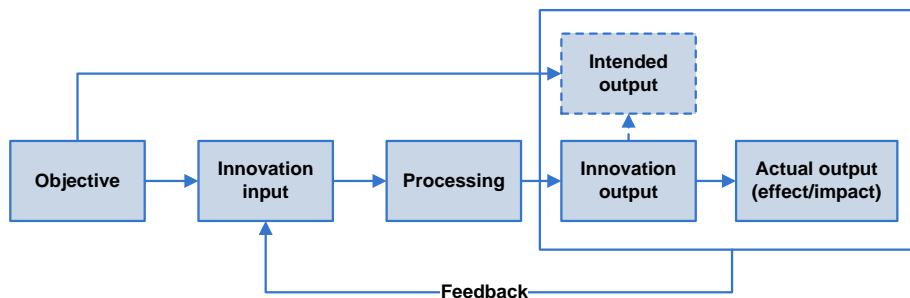 Intended
output
Objective
Innovation
input
Processing
Innovation
output
Actual output
(effect/impact)
Feedback